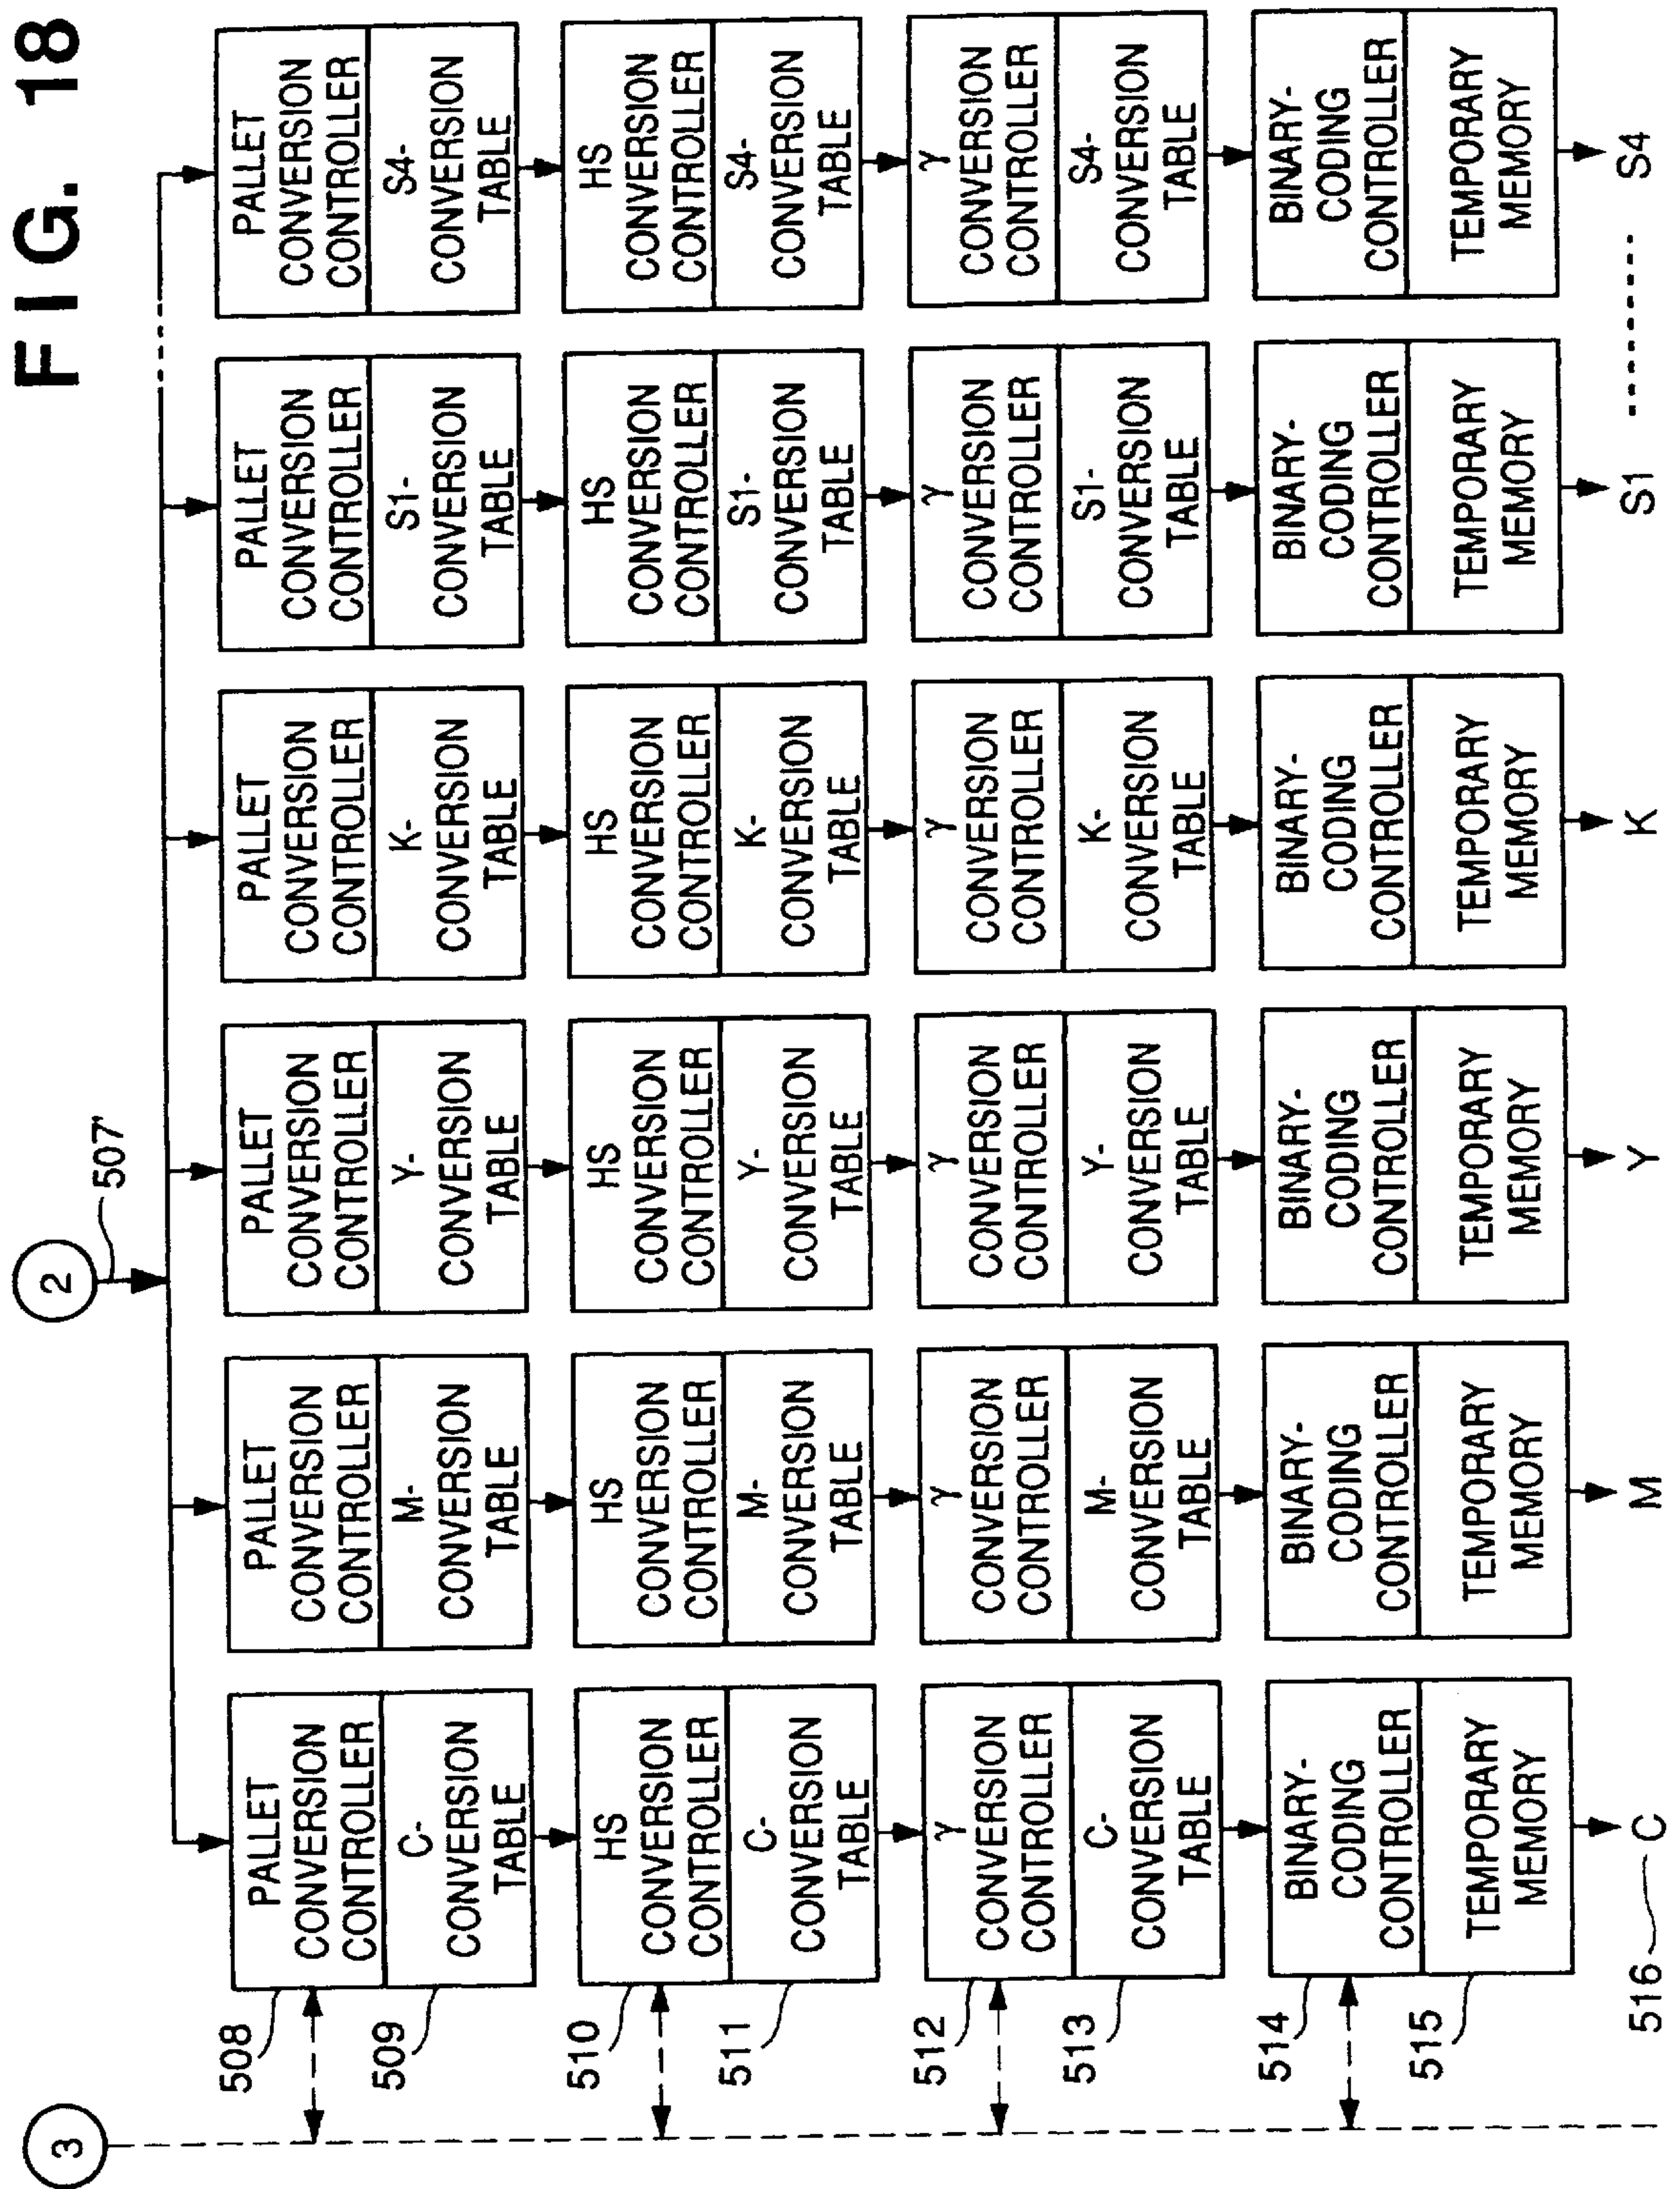 FIG. 18
3
2
507'
508
PALLET
CONVERSION
CONTROLLER
PALLET
CONVERSION
CONTROLLER
PALLET
CONVERSION
CONTROLLER
PALLET
CONVERSION
CONTROLLER
PALLET
CONVERSION
CONTROLLER
PALLET
CONVERSION
CONTROLLER
509
C-
CONVERSION
TABLE
M-
CONVERSION
TABLE
Y-
CONVERSION
TABLE
K-
CONVERSION
TABLE
S1-
CONVERSION
TABLE
S4-
CONVERSION
TABLE
510
HS
CONVERSION
CONTROLLER
HS
CONVERSION
CONTROLLER
HS
CONVERSION
CONTROLLER
HS
CONVERSION
CONTROLLER
HS
CONVERSION
CONTROLLER
HS
CONVERSION
CONTROLLER
511
C-
CONVERSION
TABLE
M-
CONVERSION
TABLE
Y-
CONVERSION
TABLE
K-
CONVERSION
TABLE
S1-
CONVERSION
TABLE
S4-
CONVERSION
TABLE
512
γ
CONVERSION
CONTROLLER
γ
CONVERSION
CONTROLLER
γ
CONVERSION
CONTROLLER
γ
CONVERSION
CONTROLLER
γ
CONVERSION
CONTROLLER
γ
CONVERSION
CONTROLLER
513
C-
CONVERSION
TABLE
M-
CONVERSION
TABLE
Y-
CONVERSION
TABLE
K-
CONVERSION
TABLE
S1-
CONVERSION
TABLE
S4-
CONVERSION
TABLE
514
BINARY-
CODING
CONTROLLER
BINARY-
CODING
CONTROLLER
BINARY-
CODING
CONTROLLER
BINARY-
CODING
CONTROLLER
BINARY-
CODING
CONTROLLER
BINARY-
CODING
CONTROLLER
515
TEMPORARY
MEMORY
TEMPORARY
MEMORY
TEMPORARY
MEMORY
TEMPORARY
MEMORY
TEMPORARY
MEMORY
TEMPORARY
MEMORY
516
C
M
Y
K
S1
S4